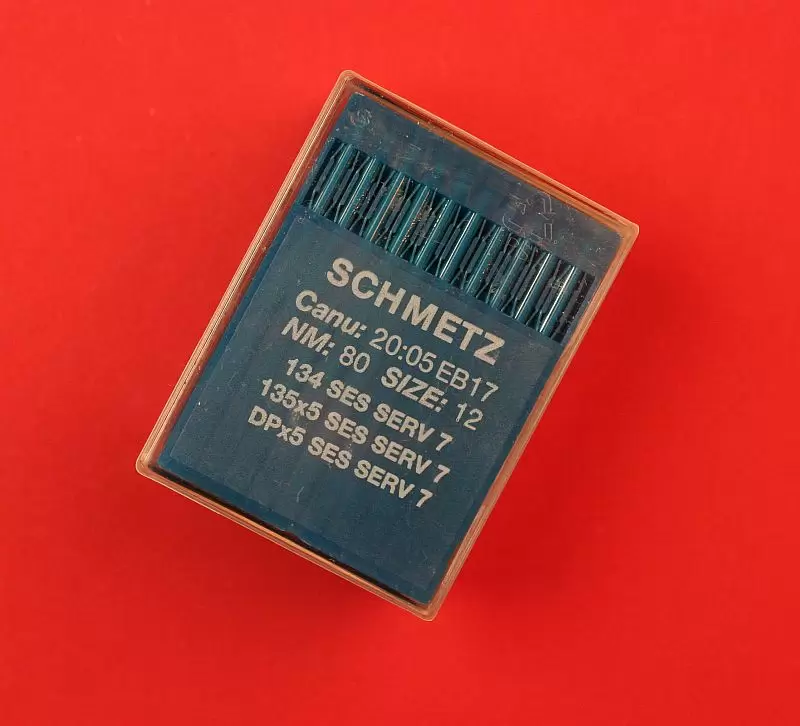 SCHMETZ
Canu: 20:05 EB17
NM: 80 SIZE: 12
134 SES SERV 7
135x5 SES SERV 7
DPx5 SES SERV 7